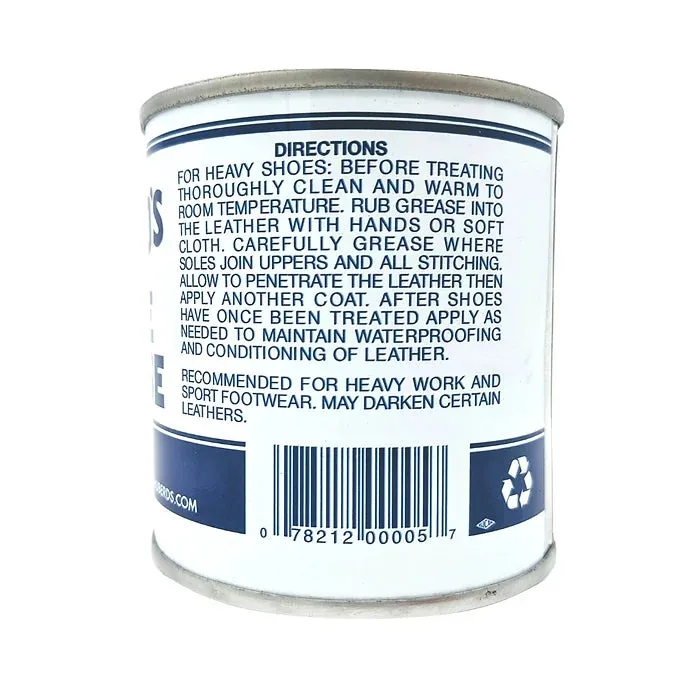 DIRECTIONS
FOR HEAVY SHOES: BEFORE TREATING
THOROUGHLY CLEAN AND WARM TO
ROOM TEMPERATURE. RUB GREASE INTO
THE LEATHER WITH HANDS OR SOFT
CLOTH. CAREFULLY GREASE WHERE
SOLES JOIN UPPERS AND ALL STITCHING.
ALLOW TO PENETRATE THE LEATHER THEN
APPLY ANOTHER COAT. AFTER SHOES
HAVE ONCE BEEN TREATED APPLY AS
NEEDED TO MAINTAIN WATERPROOFING
AND CONDITIONING OF LEATHER.
RECOMMENDED FOR HEAVY WORK AND
SPORT FOOTWEAR. MAY DARKEN CERTAIN
LEATHERS.
'S
E
BERDS.COM
0 78212 00005 7